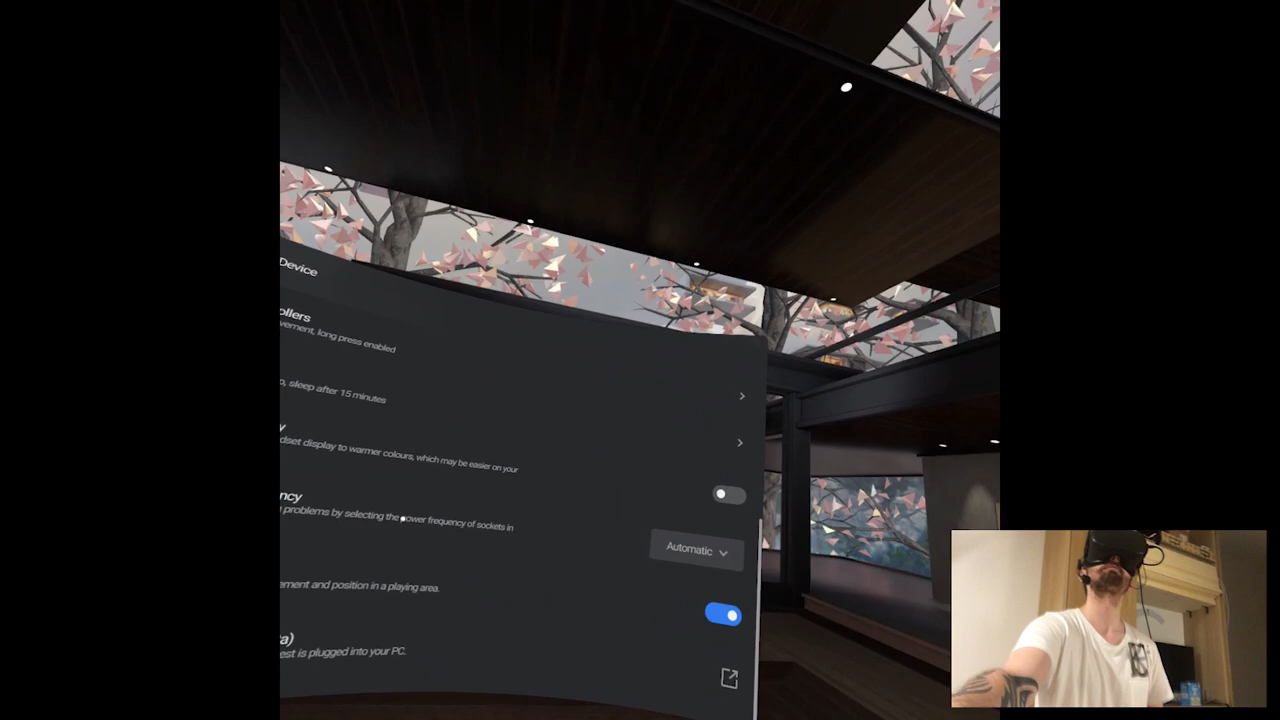 Device
ollers
vement, long press enabled
o, sleep after 15 minutes
y
dset display to warmer colours, which may be easier on your
ncy
problems by selecting the power frequency of sockets in
Automatic
ement and position in a playing area.
a)
est is plugged into your PC.